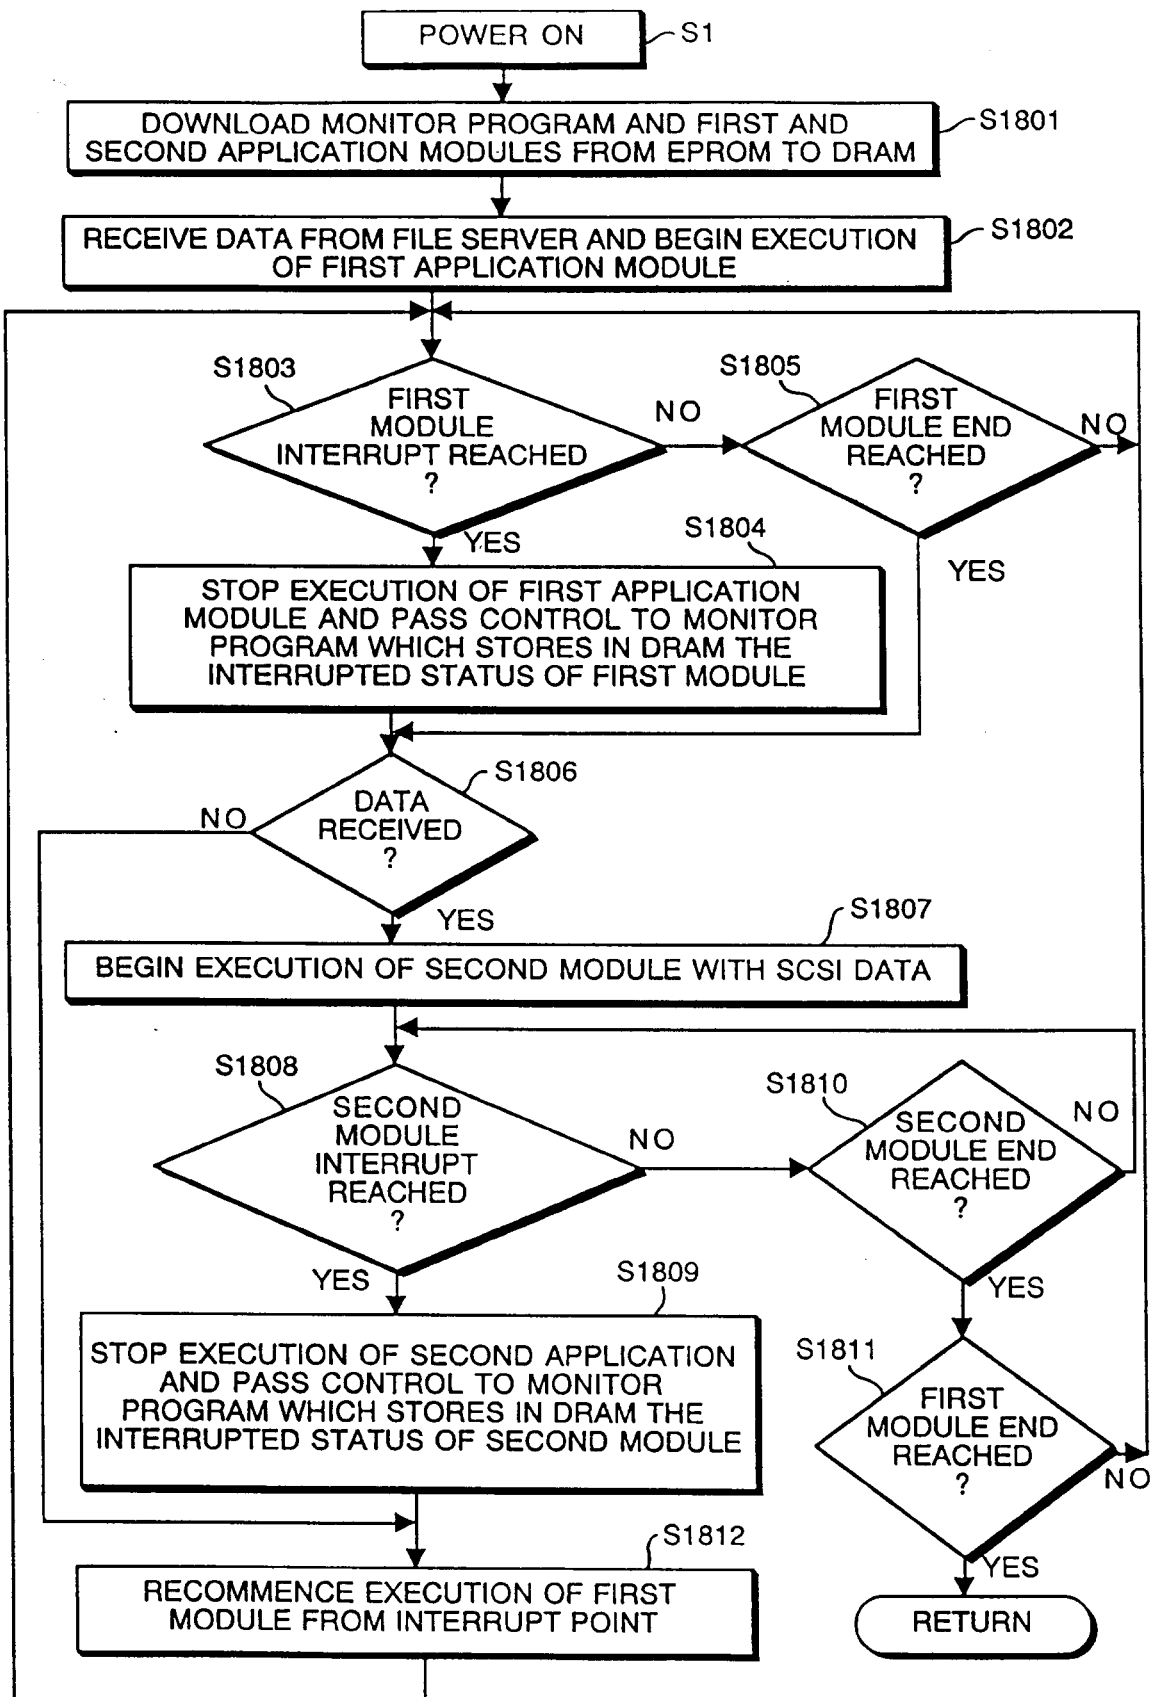 POWER ON
S1
DOWNLOAD MONITOR PROGRAM AND FIRST AND
SECOND APPLICATION MODULES FROM EPROM TO DRAM
S1801
RECEIVE DATA FROM FILE SERVER AND BEGIN EXECUTION
OF FIRST APPLICATION MODULE
S1802
S1803
FIRST
MODULE
INTERRUPT REACHED
?
NO
YES
S1805
FIRST
MODULE END
REACHED
?
NO
YES
S1804
STOP EXECUTION OF FIRST APPLICATION
MODULE AND PASS CONTROL TO MONITOR
PROGRAM WHICH STORES IN DRAM THE
INTERRUPTED STATUS OF FIRST MODULE
S1806
DATA
RECEIVED
?
NO
YES
S1807
BEGIN EXECUTION OF SECOND MODULE WITH SCSI DATA
S1808
SECOND
MODULE
INTERRUPT
REACHED
?
NO
YES
S1810
SECOND
MODULE END
REACHED
?
NO
YES
S1809
STOP EXECUTION OF SECOND APPLICATION
AND PASS CONTROL TO MONITOR
PROGRAM WHICH STORES IN DRAM THE
INTERRUPTED STATUS OF SECOND MODULE
S1811
FIRST
MODULE END
REACHED
?
NO
YES
S1812
RECOMMENCE EXECUTION OF FIRST
MODULE FROM INTERRUPT POINT
RETURN